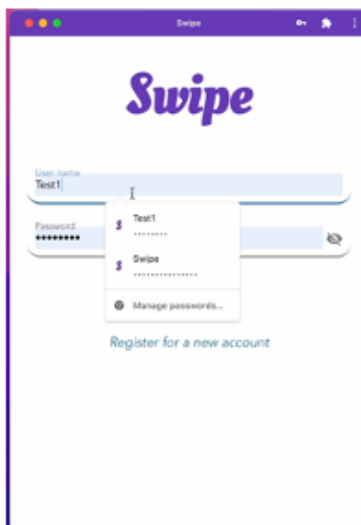 Swipe
Swipe
User name
Test1
Password
••••••••
Test1
········
Swipe
················
Manage passwords...
Register for a new account